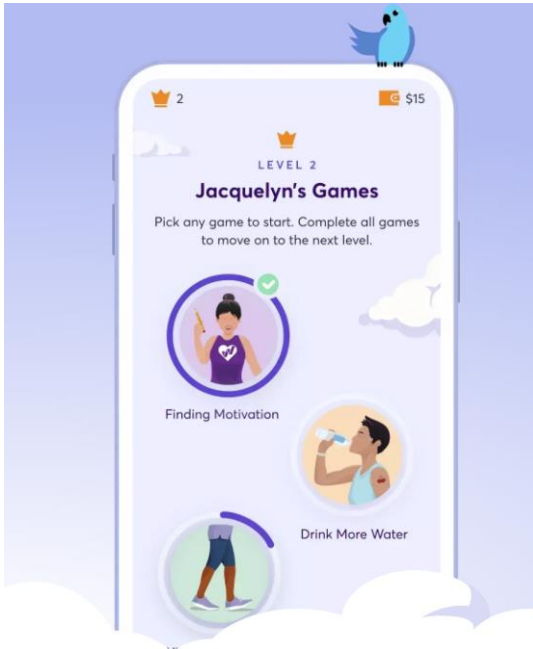 2
$15
LEVEL 2
Jacquelyn's Games
Pick any game to start. Complete all games
to move on to the next level.
Finding Motivation
Drink More Water